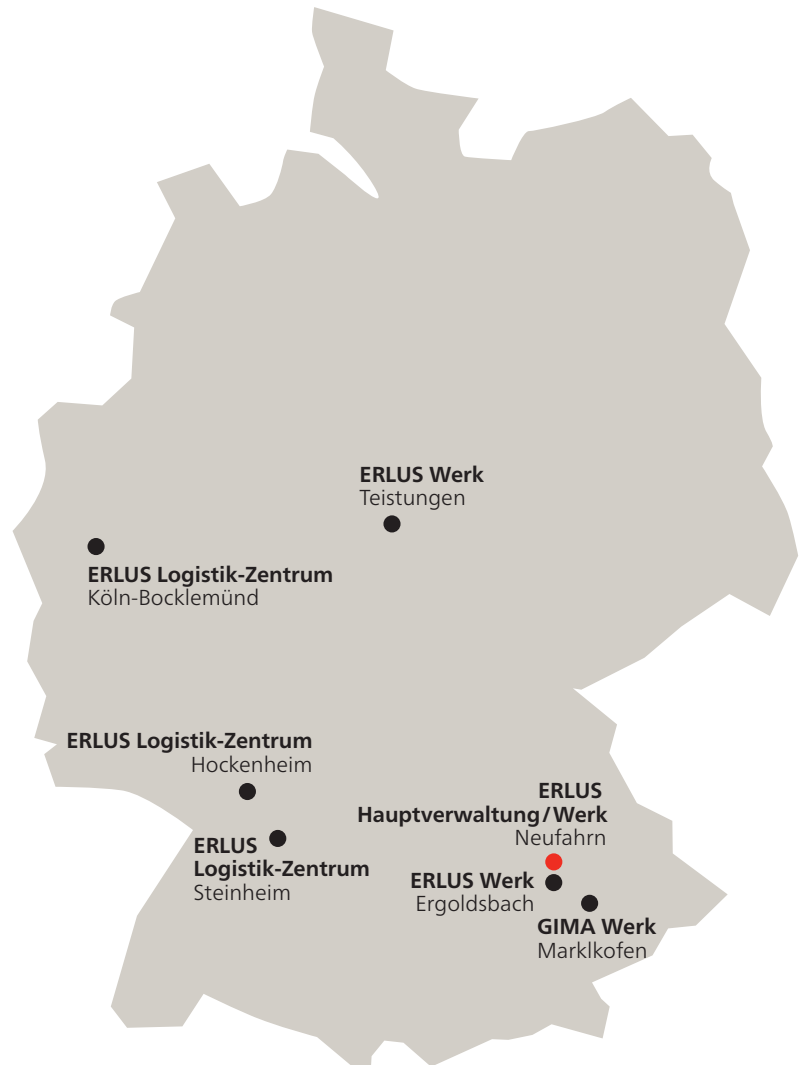 ERLUS Werk
Teistungen
ERLUS Logistik-Zentrum
Köln-Bocklemünd
ERLUS Logistik-Zentrum
Hockenheim
ERLUS
Logistik-Zentrum
Steinheim
ERLUS
Hauptverwaltung/Werk
Neufahrn
ERLUS Werk
Ergoldsbach
GIMA Werk
Marklkofen